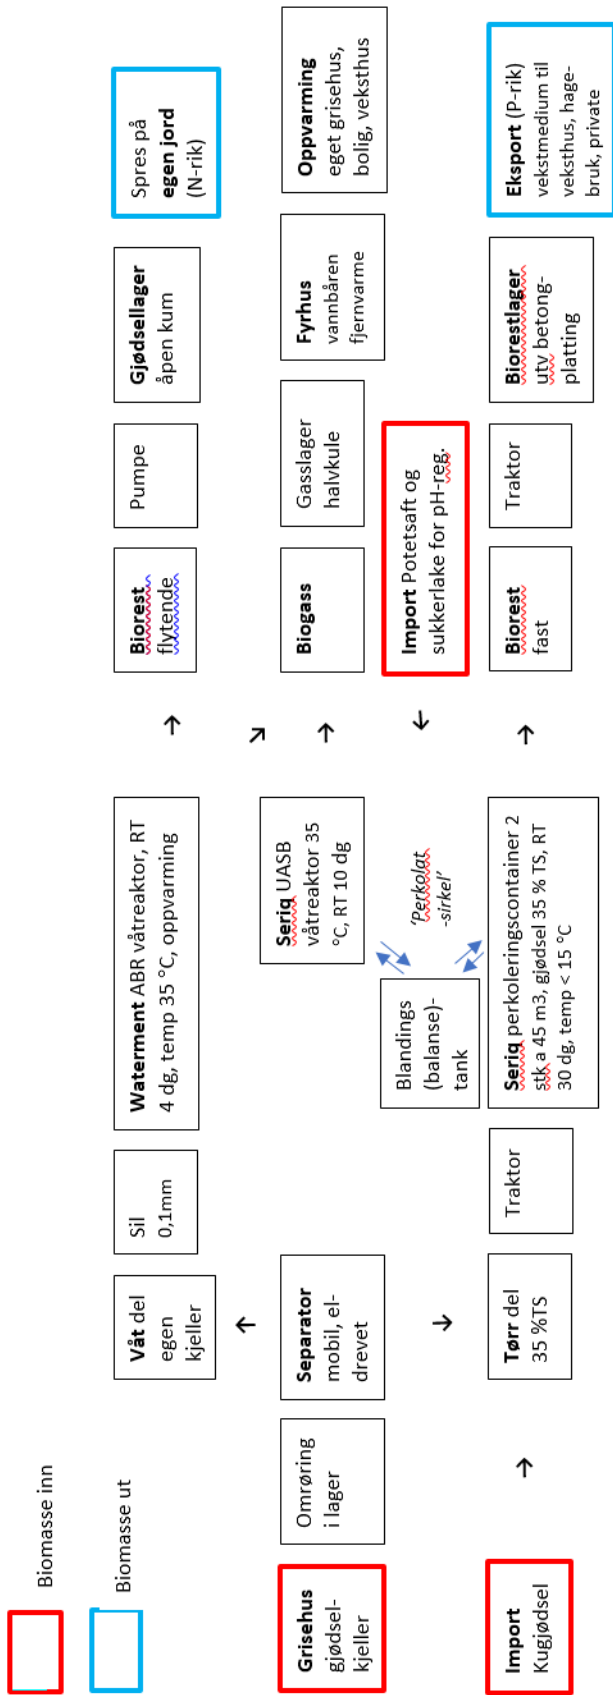 Biomasse inn
Biomasse ut
Våt del
egen
kjeller
Sil
0,1mm
Waterment ABR våtreaktor, RT
4 dg, temp 35 °C, oppvarming
→
Biorest
flytende
Pumpe
Gjødsellager
åpen kum
Spres på
egen jord
(N-rik)
↑
↘
Grisehus
gjødsel-
kjeller
Omrøring
i lager
Separator
mobil, el-
drevet
Seriq UASB
våtreaktor 35
°C, RT 10 dg
→
Biogass
Gasslager
halvkule
Fyrhus
vannbåren
fjernvarme
Oppvarming
eget grisehus,
bolig, veksthus
↓
Blandings
(balanse)-
tank
'Perkolat
-sirkel'
←
Import Potetsaft og
sukkerlake for pH-reg.
Import
Kugjødsel
→
Tørr del
35 %TS
Traktor
Seriq perkoleringscontainer 2
stk a 45 m3, gjødsel 35 % TS, RT
30 dg, temp < 15 °C
→
Biorest
fast
Traktor
Biorestlager
utv betong-
platting
Eksport (P-rik)
vekstmedium til
veksthus, hage-
bruk, private